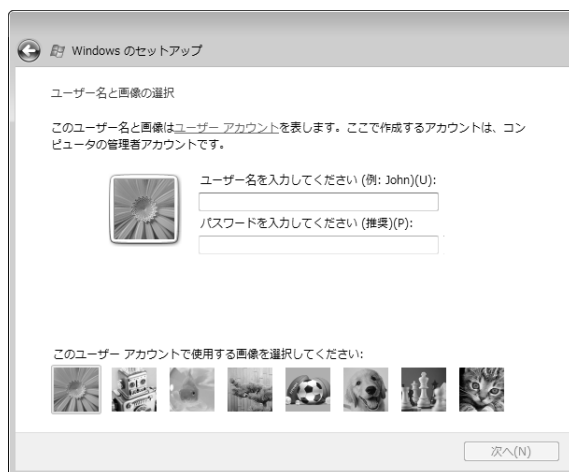 Windows のセットアップ
ユーザー名と画像の選択
このユーザー名と画像はユーザー アカウントを表します。ここで作成するアカウントは、コン
ピュータの管理者アカウントです。
ユーザー名を入力してください (例: John)(U):
パスワードを入力してください (推奨)(P):
このユーザー アカウントで使用する画像を選択してください:
次へ(N)